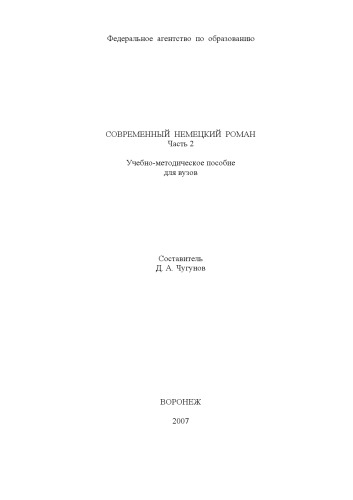 Федеральное агентство по образованию
СОВРЕМЕННЫЙ НЕМЕЦКИЙ РОМАН
Часть 2
Учебно-методическое пособие
для вузов
Составитель
Д. А. Чугунов
ВОРОНЕЖ
2007